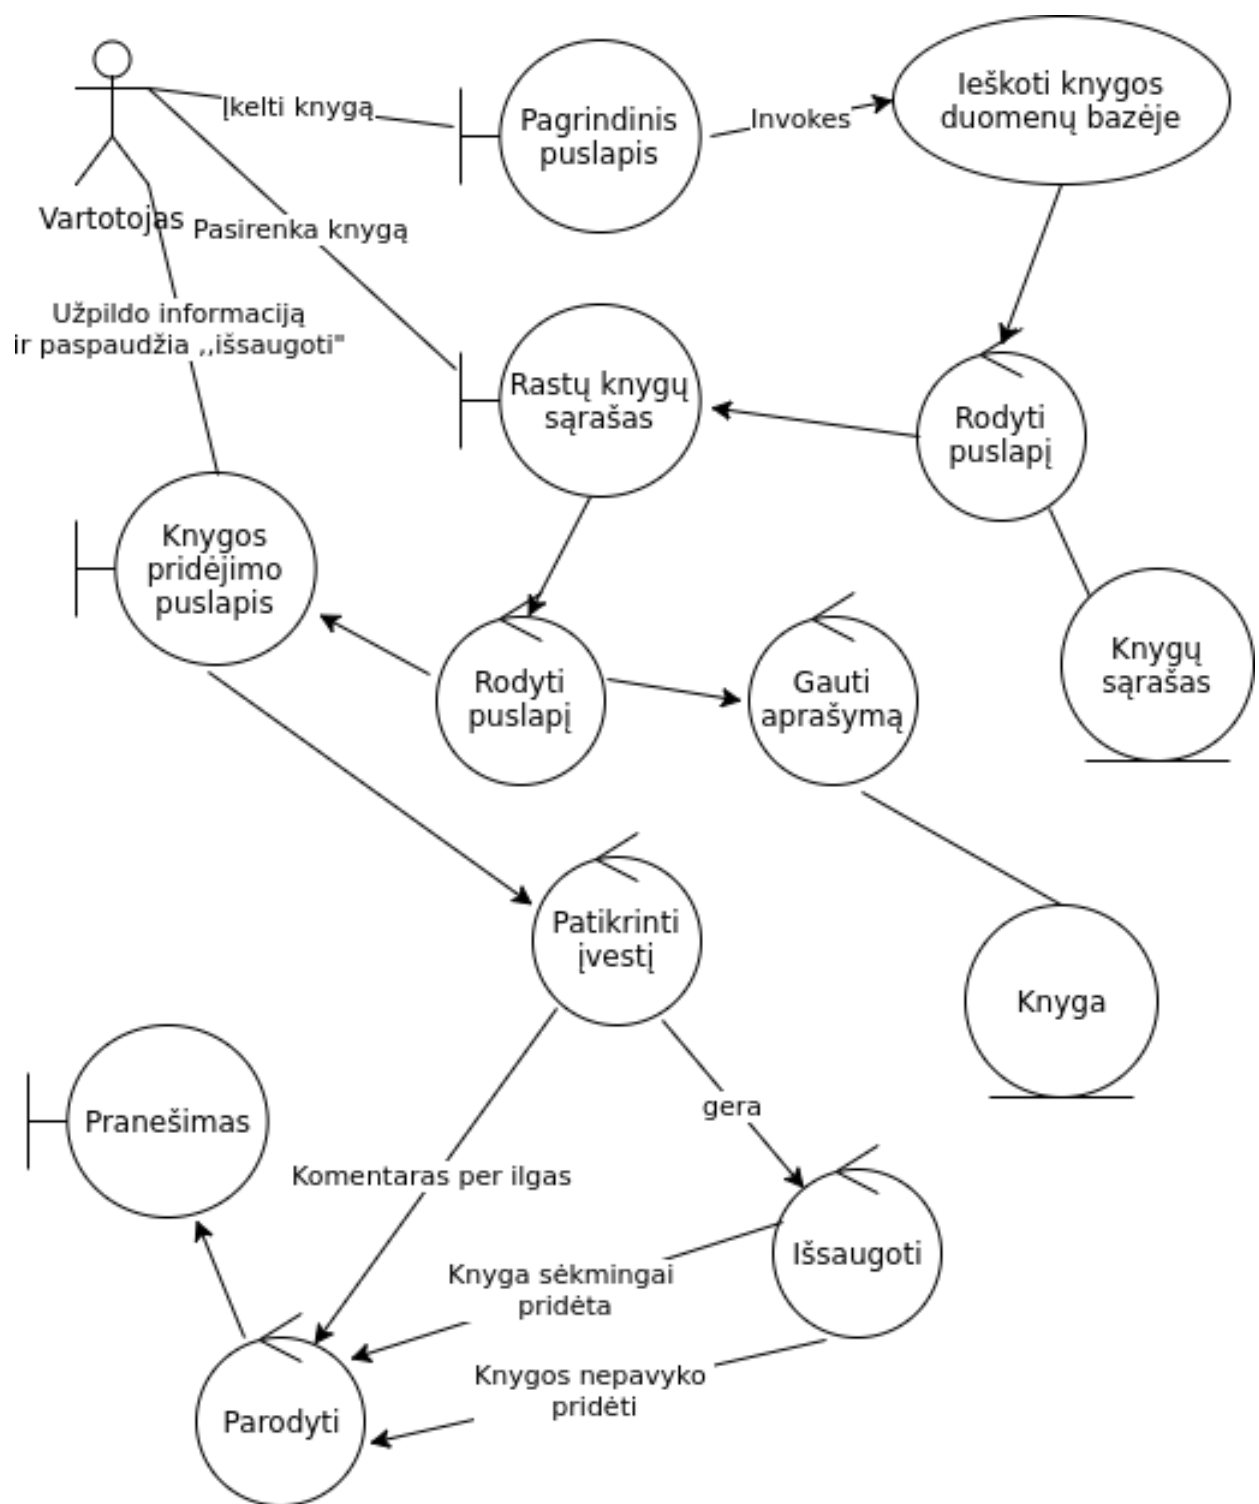 Įkelti knygą
Pagrindinis
puslapis
Invokes
Ieškoti knygos
duomenų bazėje
Vartotojas
Pasirenka knygą
Užpildo informaciją
ir paspaudžia ,,išsaugoti"
Rastų knygų
sąrašas
Rodyti
puslapį
Knygos
pridėjimo
puslapis
Rodyti
puslapį
Gauti
aprašymą
Knygų
sąrašas
Patikrinti
įvestį
Knyga
Pranešimas
gera
Komentaras per ilgas
Išsaugoti
Knyga sėkmingai
pridėta
Knygos nepavyko
pridėti
Parodyti